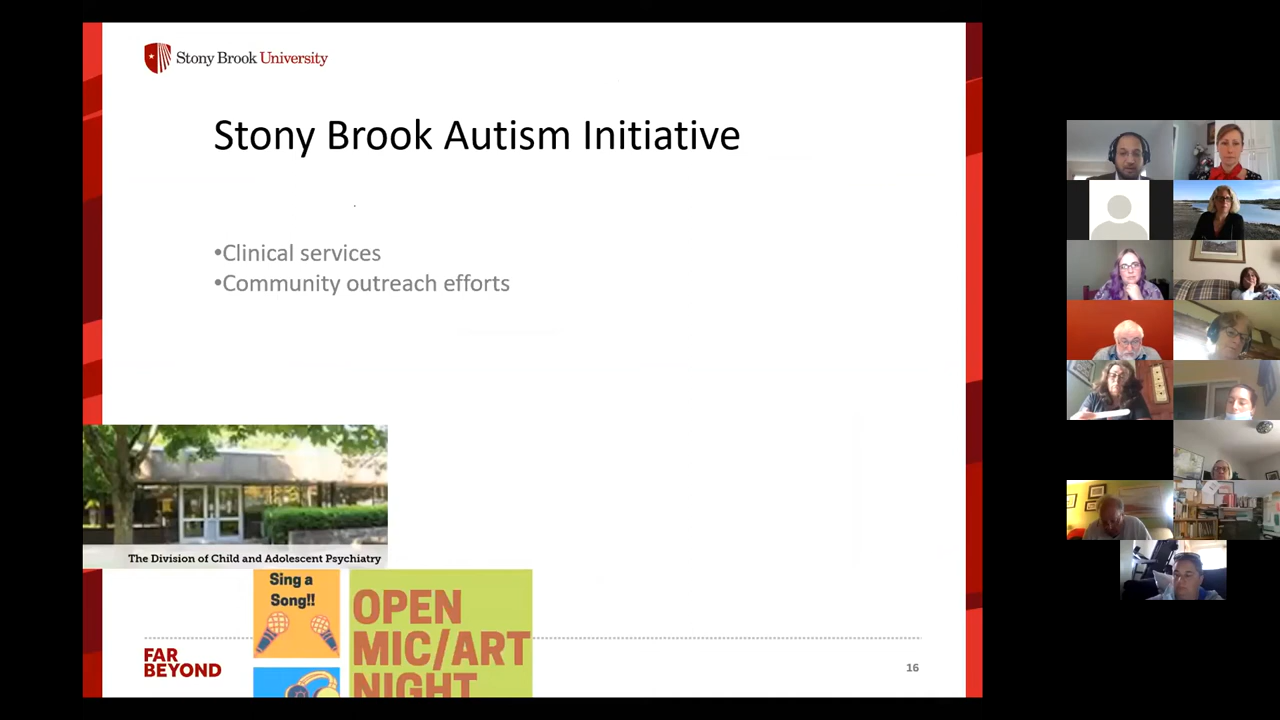 Stony Brook University
Stony Brook Autism Initiative
•Clinical services
•Community outreach efforts
The Division of Child and Adolescent Psychiatry
Sing a
Song!!
OPEN
MIC/ART
NIGHT
FAR
BEYOND
16